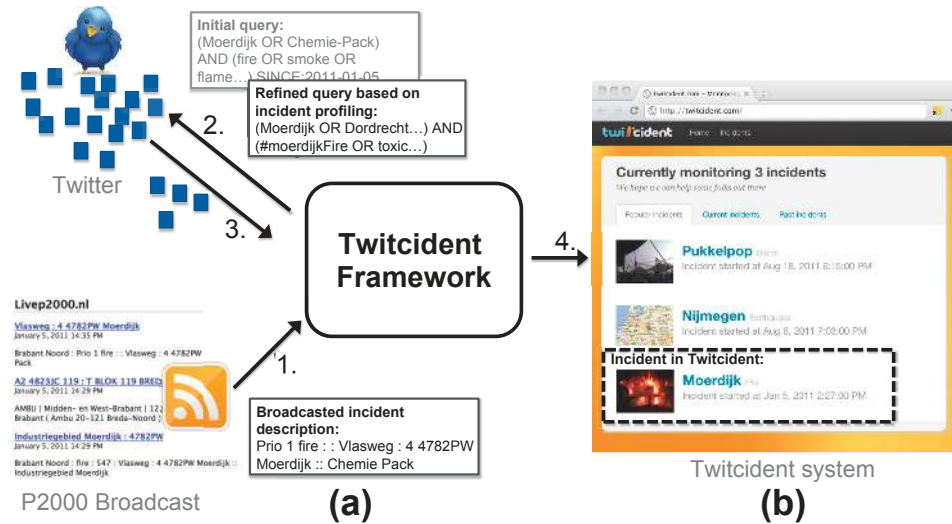 Initial query:
(Moerdijk OR Chemie-Pack)
AND (fire OR smoke OR
flame…) SINCE:2011-01-05
Refined query based on
incident profiling:
(Moerdijk OR Dordrecht…) AND
(#moerdijkFire OR toxic…)
2.
Twitter
3.
Twitcident
Framework
4.
Livep2000.nl
Vlasweg : 4 4782PW Moerdijk
January 5, 2011 14:35 PM
Brabant Noord : Prio 1 fire : : Vlasweg : 4 4782PW
Pack
A2 4823JC 119 : T BLOK 119 BRED
January 5, 2011 14:29 PM
AMBU | Midden- en West-Brabant | 12
Brabant ( Ambu 20-121 Breda-Noord )
Industriegebied Moerdijk : 4782PW
January 5, 2011 14:29 PM
Brabant Noord : fire : 547 : Vlasweg : 4 4782PW Moerdijk ::
Industriegebied Moerdijk
1.
Broadcasted incident
description:
Prio 1 fire : : Vlasweg : 4 4782PW
Moerdijk :: Chemie Pack
P2000 Broadcast
(a)
http://twitcident.com/
twitcident
Home
Incidents
Currently monitoring 3 incidents
We hope we can help some folks out there
Popular incidents
Current incidents
Past incidents
Pukkelpop
Incident started at Aug 18, 2011 6:15:00 PM
Nijmegen Earthquake
Incident started at Aug 8, 2011 7:03:00 PM
Incident in Twitcident:
Moerdijk Fire
Incident started at Jan 5, 2011 2:27:00 PM
Twitcident system
(b)